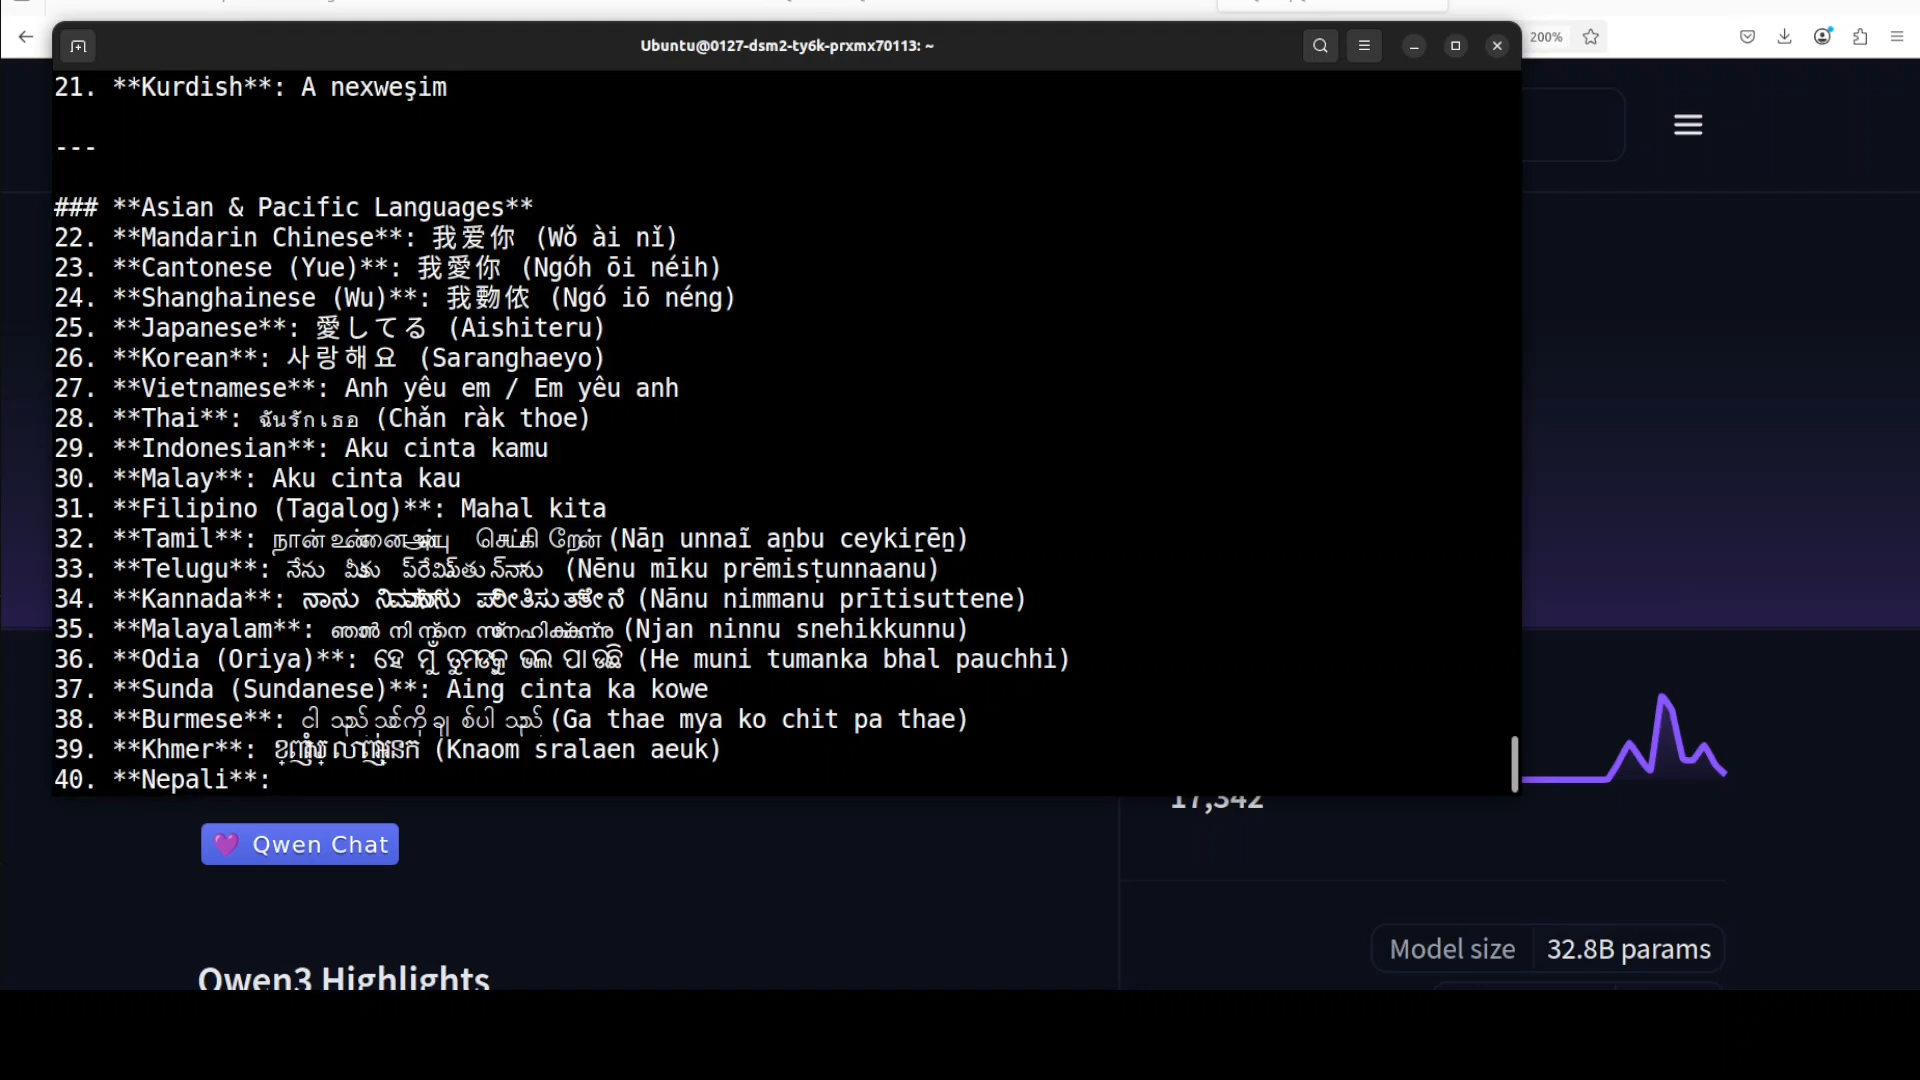 Ubuntu@0127-dsm2-ty6k-prxmx70113: ~
200%
21. **Kurdish**: A nexweşim
---
### **Asian & Pacific Languages**
22. **Mandarin Chinese**: 我爱你 (Wǒ ài nǐ)
23. **Cantonese (Yue)**: 我愛你 (Ngóh ōi néih)
24. **Shanghainese (Wu)**: 我 (Ngó iō néng)
25. **Japanese**: 愛してる (Aishiteru)
26. **Korean**: 사랑해요 (Saranghaeyo)
27. **Vietnamese**: Anh yêu em / Em yêu anh
28. **Thai**: ฉันรักเธอ (Chǎn ràk thoe)
29. **Indonesian**: Aku cinta kamu
30. **Malay**: Aku cinta kau
31. **Filipino (Tagalog)**: Mahal kita
32. **Tamil**: நான் (Nāṉ unnaĩ aṉbu ceykiṟēṉ)
33. **Telugu**: నేను (Nēnu mīku prēmisṭunnaanu)
34. **Kannada**: ನಾನು (Nānu nimmanu prītisuttene)
35. **Malayalam**: (Njan ninnu snehikkunnu)
36. **Odia (Oriya)**: ହେ ମୁଁ (He muni tumanka bhal pauchhi)
37. **Sunda (Sundanese)**: Aing cinta ka kowe
38. **Burmese**: (Ga thae mya ko chit pa thae)
39. **Khmer**: (Knaom sralaen aeuk)
40. **Nepali**:
17,342
Qwen Chat
Model size 32.8B params
Qwen3 Highlights